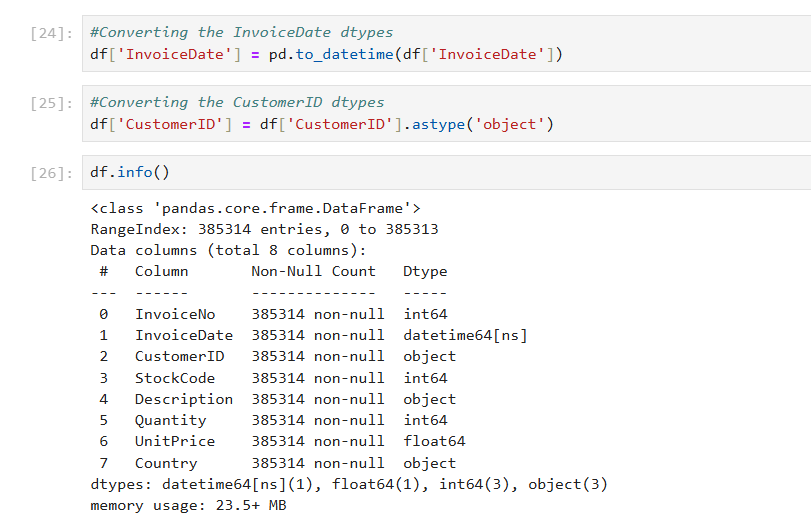 [24]: #Converting the InvoiceDate dtypes
df['InvoiceDate'] = pd.to_datetime(df['InvoiceDate'])
[25]: #Converting the CustomerID dtypes
df['CustomerID'] = df['CustomerID'].astype('object')
[26]: df.info()
<class 'pandas.core.frame.DataFrame'>
RangeIndex: 385314 entries, 0 to 385313
Data columns (total 8 columns):
 #   Column       Non-Null Count   Dtype
---  ------       --------------   -----
 0   InvoiceNo    385314 non-null  int64
 1   InvoiceDate  385314 non-null  datetime64[ns]
 2   CustomerID   385314 non-null  object
 3   StockCode    385314 non-null  int64
 4   Description  385314 non-null  object
 5   Quantity     385314 non-null  int64
 6   UnitPrice    385314 non-null  float64
 7   Country      385314 non-null  object
dtypes: datetime64[ns](1), float64(1), int64(3), object(3)
memory usage: 23.5+ MB